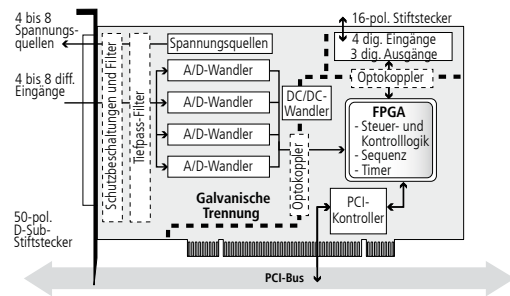 4 bis 8
Spannungs-
quellen
4 bis 8 diff.
Eingänge
50-pol.
D-Sub-
Stiftstecker
Schutzbeschaltungen und Filter
Tiefpass-Filter
Spannungsquellen
A/D-Wandler
A/D-Wandler
A/D-Wandler
A/D-Wandler
Galvanische
Trennung
DC/DC-
Wandler
Optokoppler
16-pol. Stiftstecker
4 dig. Eingänge
3 dig. Ausgänge
Optokoppler
FPGA
- Steuer- und
Kontrolllogik
- Sequenz
- Timer
PCI-
Kontroller
PCI-Bus